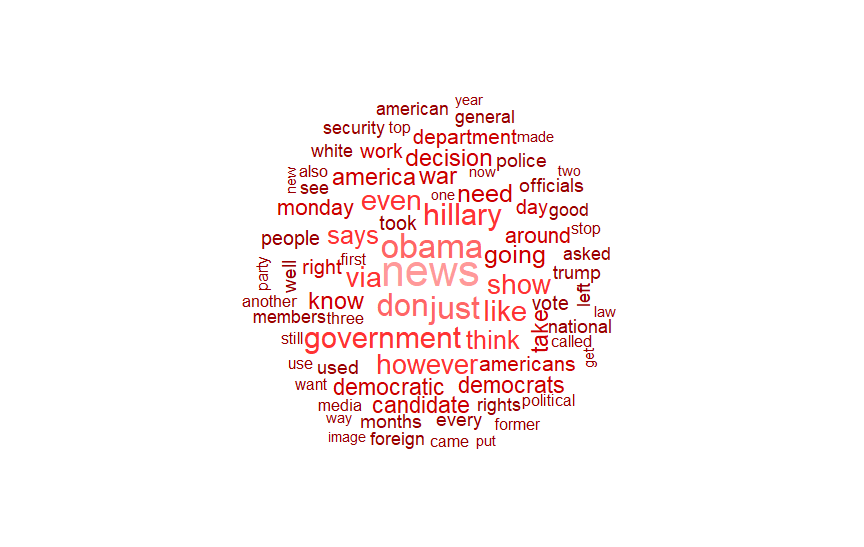 year
american
general
security top
department made
white work
decision police
new also
america war now two
see
one need officials
even
monday
hillary
day good
took
people says
obama
around stop
going asked
party well right first
via news
show trump
another know
don just like vote left law
members three
national
still government think take called
get
use used
however americans
want democratic democrats
media candidate rights political
way months every former
image foreign came put